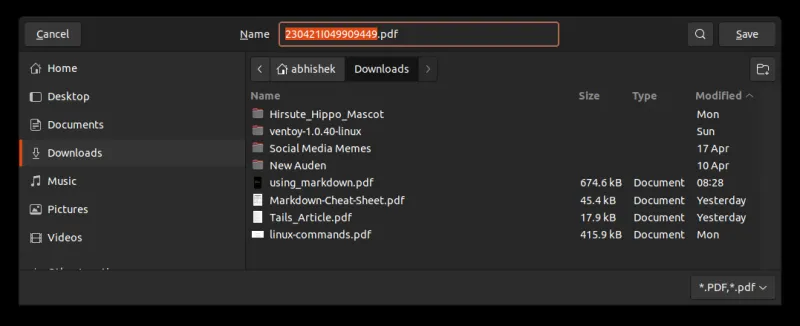 Cancel Name 230421I049909449.pdf Save
Home
Desktop
Documents
Downloads
Music
Pictures
Videos
abhishek Downloads
Name Size Type Modified
Hirsute_Hippo_Mascot Mon
ventoy-1.0.40-linux Sun
Social Media Memes 17 Apr
New Auden 10 Apr
using_markdown.pdf 674.6 kB Document 08:28
Markdown-Cheat-Sheet.pdf 45.4 kB Document Yesterday
Tails_Article.pdf 17.9 kB Document Yesterday
linux-commands.pdf 415.9 kB Document Mon
*.PDF,*.pdf